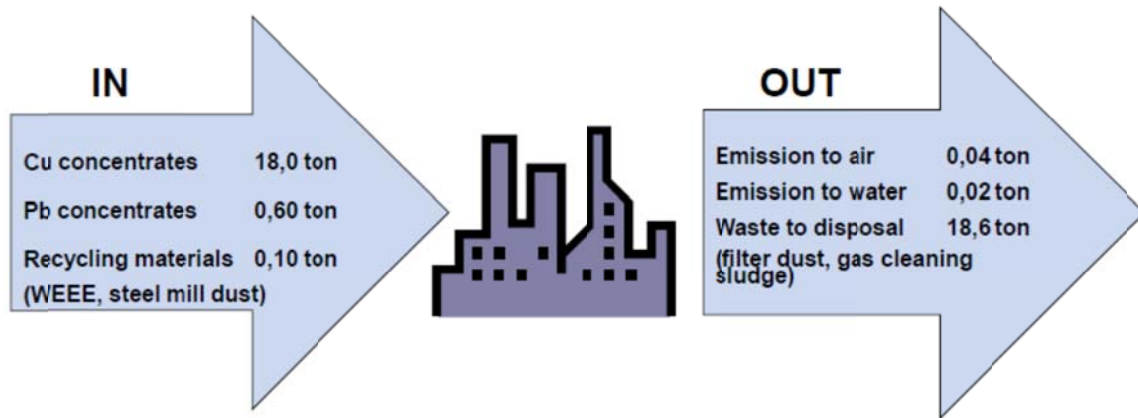 IN
Cu concentrates 18,0 ton
Pb concentrates 0,60 ton
Recycling materials 0,10 ton
(WEEE, steel mill dust)
OUT
Emission to air 0,04 ton
Emission to water 0,02 ton
Waste to disposal 18,6 ton
(filter dust, gas cleaning
sludge)